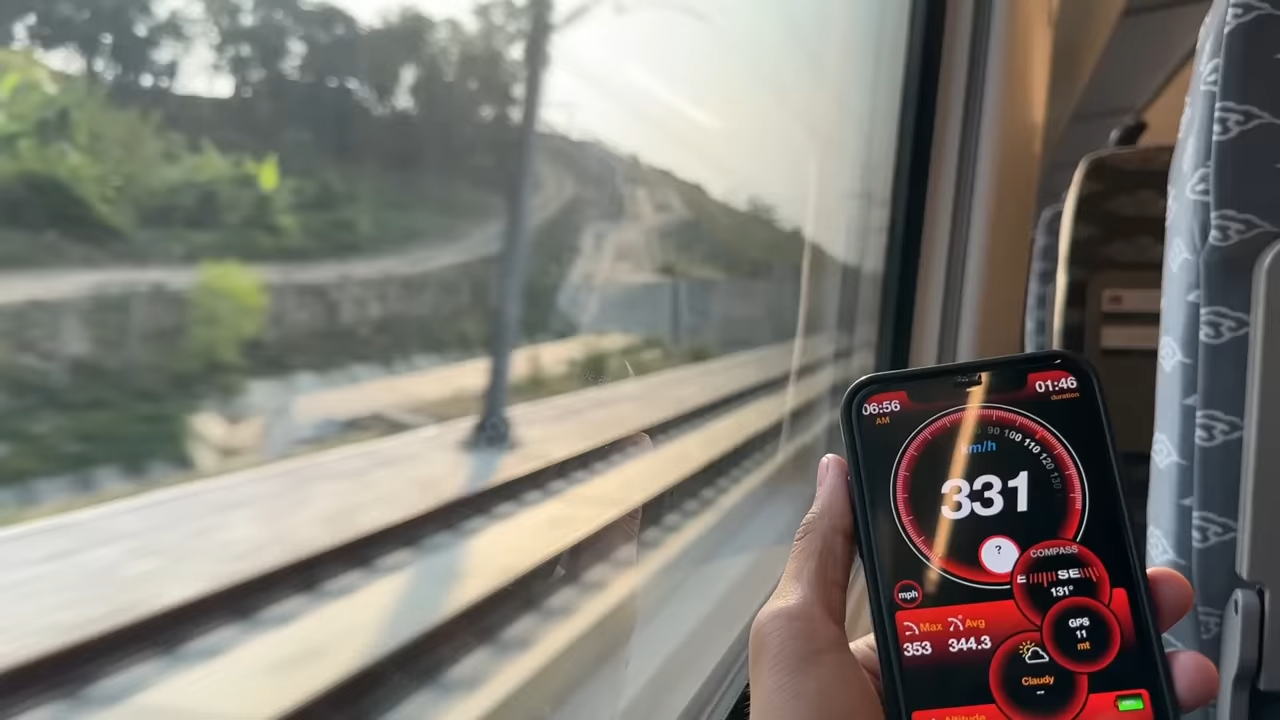 06:56
AM
01:46
duration
90 100 110 120 130
km/h
331
?
mph
COMPASS
E SE
131°
Max
353
Avg
344.3
GPS
11
mt
Claudy
--
Altitude